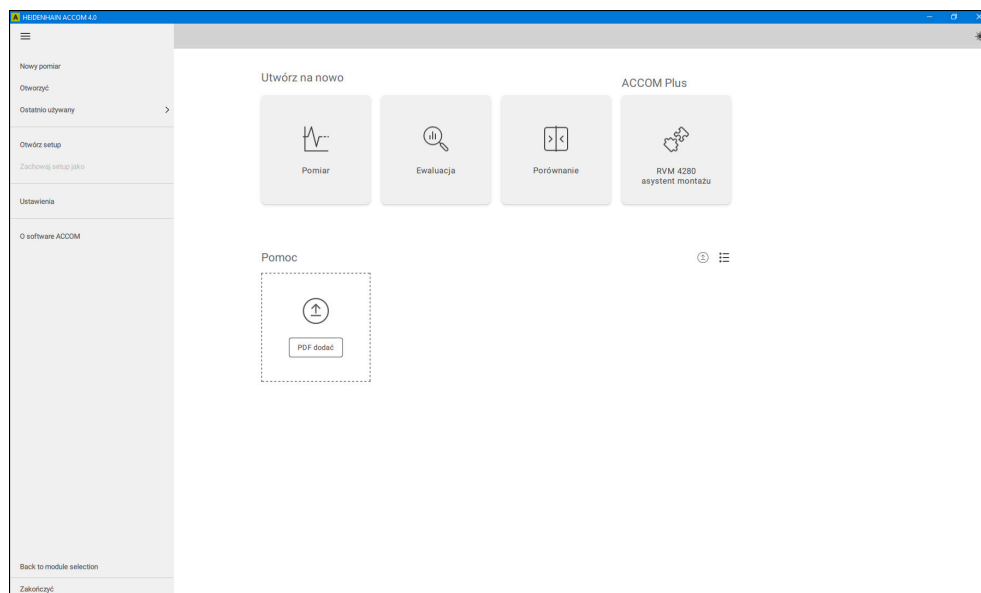 HEIDENHAIN ACCOM 4.0
Nowy pomiar
Otworzyć
Ostatnio używany
Otwórz setup
Zachowaj setup jako
Ustawienia
O software ACCOM
Back to module selection
Zakończyć
Utwórz na nowo
ACCOM Plus
Pomiar
Ewaluacja
Porównanie
RVM 4280
asystent montażu
Pomoc
PDF dodać